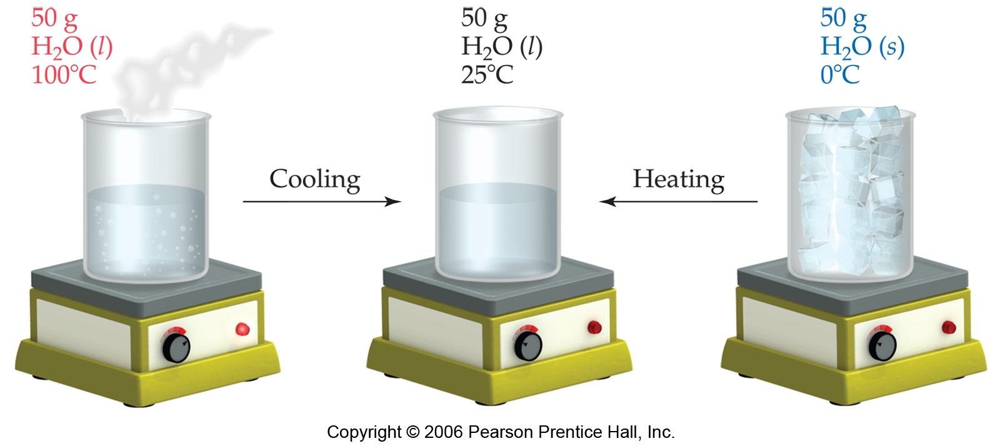 50 g
H₂O (l)
100°C
50 g
H₂O (l)
25°C
50 g
H₂O (s)
0°C
Cooling
Heating
Copyright © 2006 Pearson Prentice Hall, Inc.